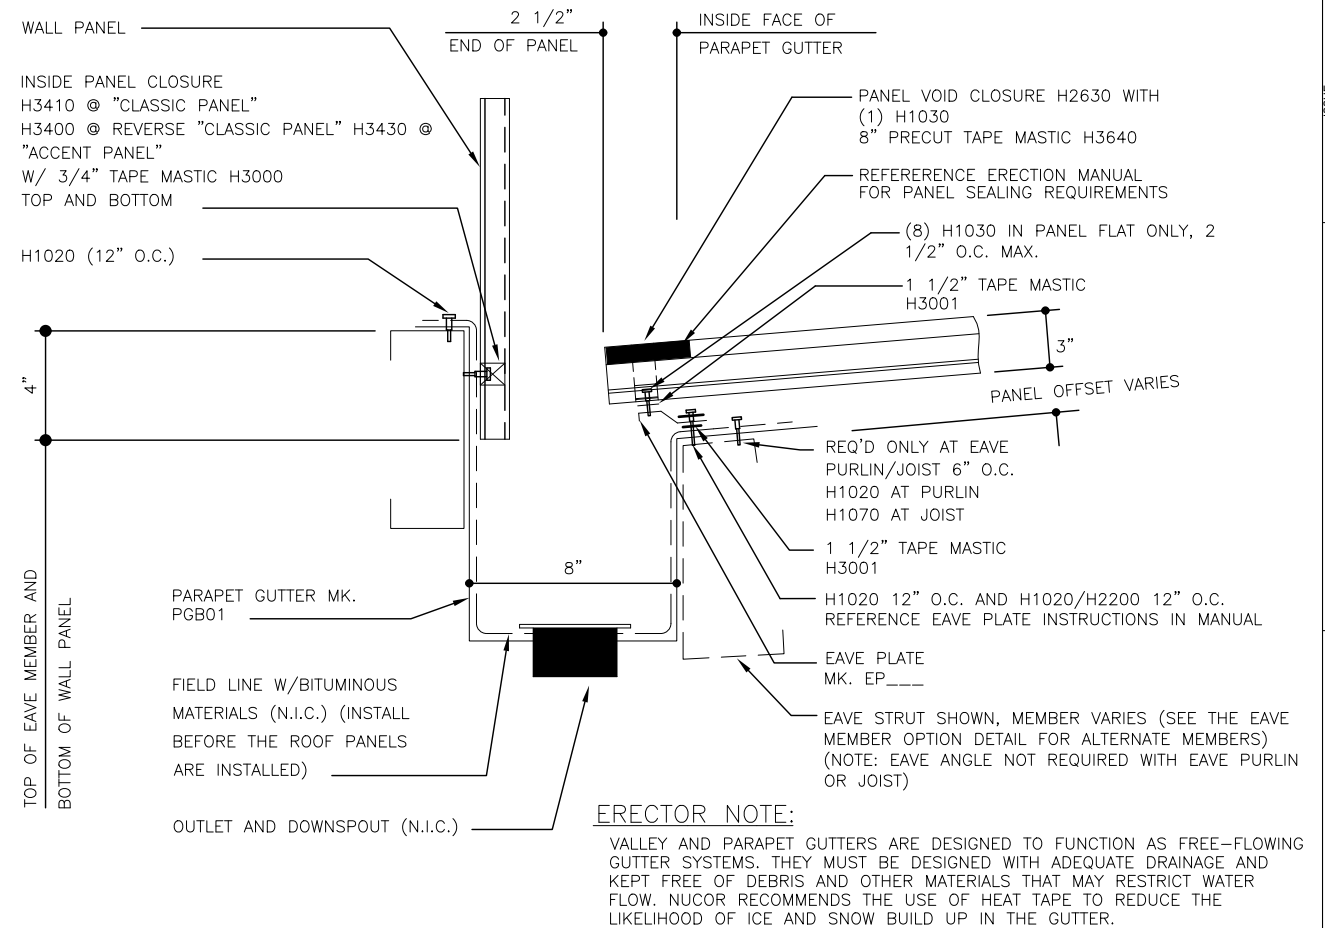 WALL PANEL
INSIDE PANEL CLOSURE
H3410 @ "CLASSIC PANEL"
H3400 @ REVERSE "CLASSIC PANEL" H3430 @
"ACCENT PANEL"
W/ 3/4" TAPE MASTIC H3000
TOP AND BOTTOM
H1020 (12" O.C.)
2 1/2"
END OF PANEL
INSIDE FACE OF
PARAPET GUTTER
PANEL VOID CLOSURE H2630 WITH
(1) H1030
8" PRECUT TAPE MASTIC H3640
REFERERENCE ERECTION MANUAL
FOR PANEL SEALING REQUIREMENTS
(8) H1030 IN PANEL FLAT ONLY, 2
1/2" O.C. MAX.
1 1/2" TAPE MASTIC
H3001
3"
PANEL OFFSET VARIES
4"
TOP OF EAVE MEMBER AND
BOTTOM OF WALL PANEL
REQ'D ONLY AT EAVE
PURLIN/JOIST 6" O.C.
H1020 AT PURLIN
H1070 AT JOIST
1 1/2" TAPE MASTIC
H3001
8"
PARAPET GUTTER MK.
PGB01
H1020 12" O.C. AND H1020/H2200 12" O.C.
REFERENCE EAVE PLATE INSTRUCTIONS IN MANUAL
EAVE PLATE
MK. EP___
FIELD LINE W/BITUMINOUS
MATERIALS (N.I.C.) (INSTALL
BEFORE THE ROOF PANELS
ARE INSTALLED)
EAVE STRUT SHOWN, MEMBER VARIES (SEE THE EAVE
MEMBER OPTION DETAIL FOR ALTERNATE MEMBERS)
(NOTE: EAVE ANGLE NOT REQUIRED WITH EAVE PURLIN
OR JOIST)
OUTLET AND DOWNSPOUT (N.I.C.)
ERECTOR NOTE:
VALLEY AND PARAPET GUTTERS ARE DESIGNED TO FUNCTION AS FREE-FLOWING
GUTTER SYSTEMS. THEY MUST BE DESIGNED WITH ADEQUATE DRAINAGE AND
KEPT FREE OF DEBRIS AND OTHER MATERIALS THAT MAY RESTRICT WATER
FLOW. NUCOR RECOMMENDS THE USE OF HEAT TAPE TO REDUCE THE
LIKELIHOOD OF ICE AND SNOW BUILD UP IN THE GUTTER.